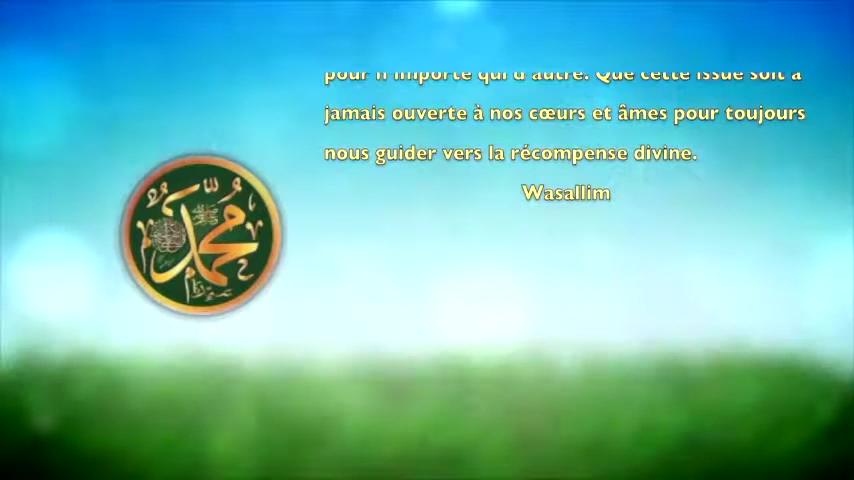 pour n'importe qui d'autre. Que cette issue soit à
jamais ouverte à nos cœurs et âmes pour toujours
nous guider vers la récompense divine.
Wasallim
محمد